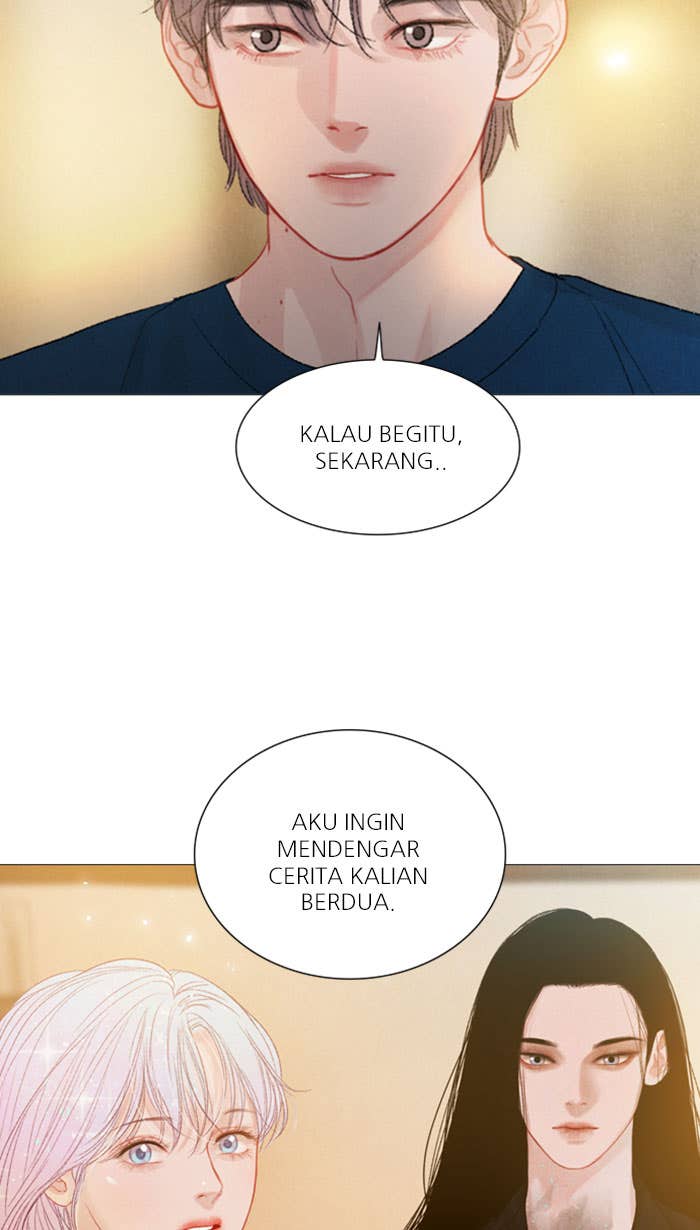 KALAU BEGITU,
SEKARANG..
AKU INGIN
MENDENGAR
CERITA KALIAN
BERDUA.